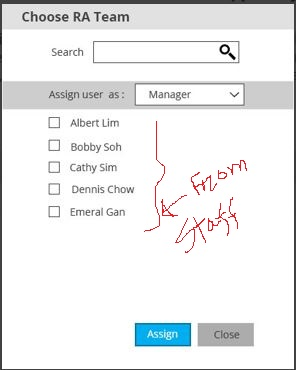 Choose RA Team
Search
Assign user as : Manager
Albert Lim
Bobby Soh
Cathy Sim
Dennis Chow
Emeral Gan
From
Staff
Assign Close